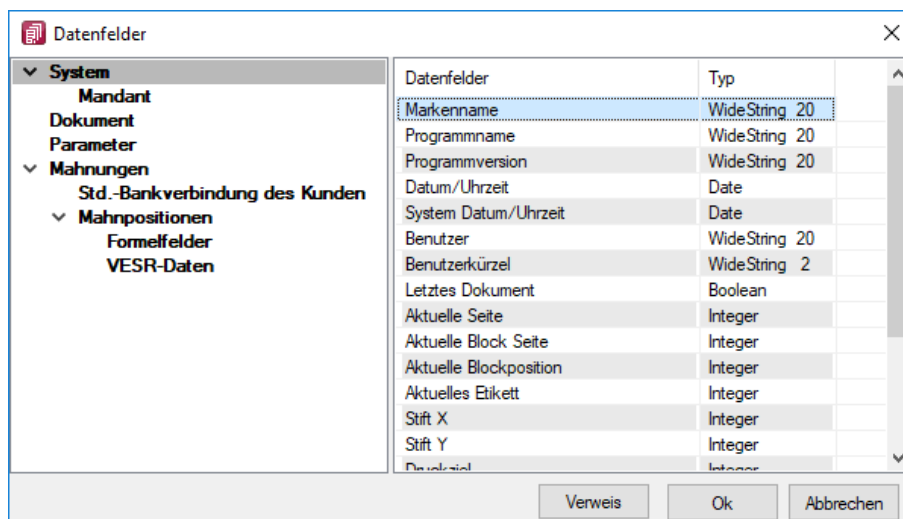 Datenfelder
System
Mandant
Dokument
Parameter
Mahnungen
Std.-Bankverbindung des Kunden
Mahnpositionen
Formelfelder
VESR-Daten
Datenfelder Typ
Markenname WideString 20
Programmname WideString 20
Programmversion WideString 20
Datum/Uhrzeit Date
System Datum/Uhrzeit Date
Benutzer WideString 20
Benutzerkürzel WideString 2
Letztes Dokument Boolean
Aktuelle Seite Integer
Aktuelle Block Seite Integer
Aktuelle Blockposition Integer
Aktuelles Etikett Integer
Stift X Integer
Stift Y Integer
Druckziel Integer
Verweis Ok Abbrechen